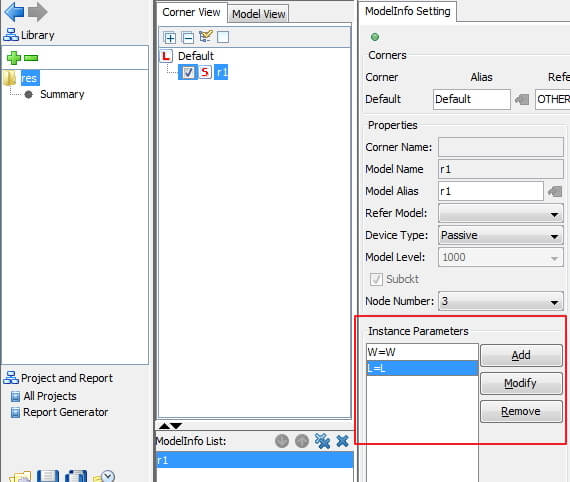 Library
res
Summary
Project and Report
All Projects
Report Generator
Corner View
Model View
L Default
S r1
ModelInfo List:
r1
ModelInfo Setting
Corners
Corner Alias Refe
Default Default OTHER
Properties
Corner Name:
Model Name r1
Model Alias r1
Refer Model:
Device Type: Passive
Model Level: 1000
Subckt
Node Number: 3
Instance Parameters
W=W
L=L
Add
Modify
Remove